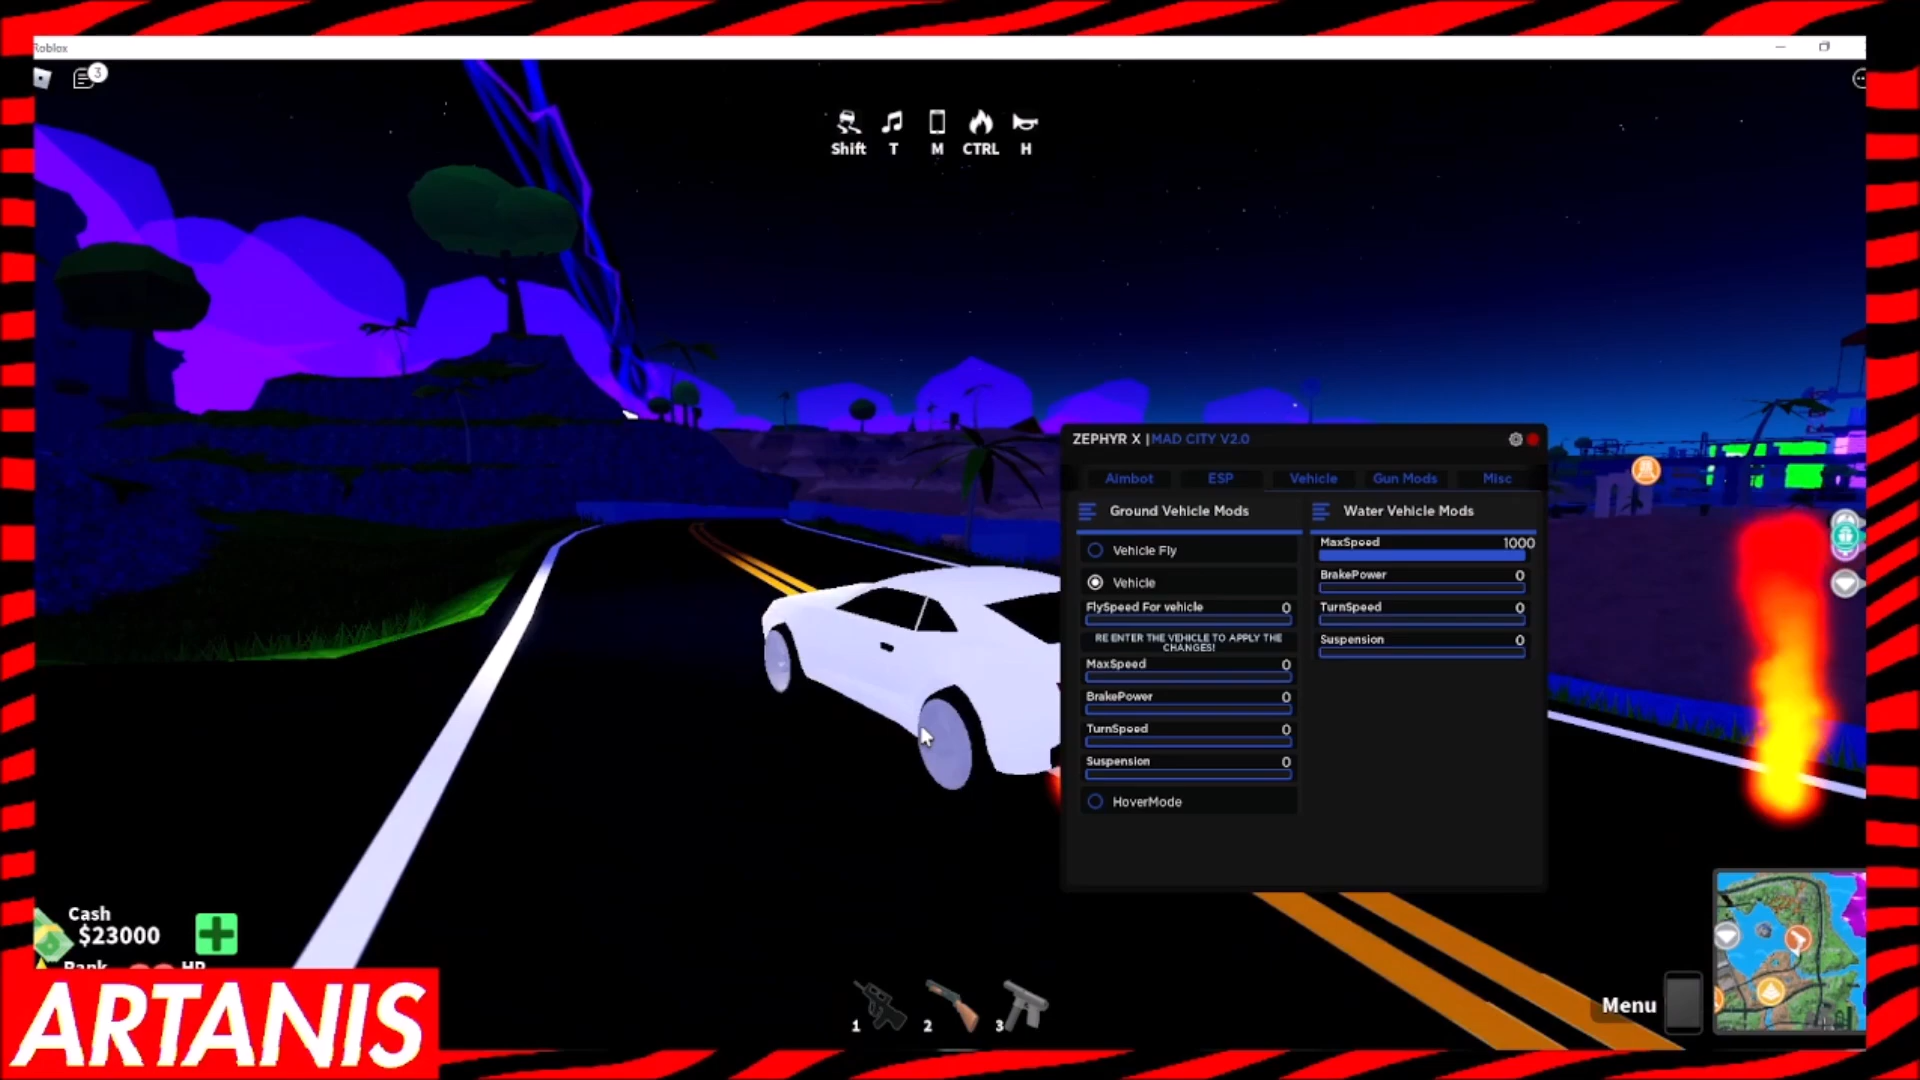 Roblox
3
Shift T M CTRL H
ZEPHYR X | MAD CITY V2.0
Aimbot ESP Vehicle Gun Mods Misc
Ground Vehicle Mods
Vehicle Fly
Vehicle
FlySpeed For vehicle 0
RE ENTER THE VEHICLE TO APPLY THE
CHANGES!
MaxSpeed 0
BrakePower 0
TurnSpeed 0
Suspension 0
HoverMode
Water Vehicle Mods
MaxSpeed 1000
BrakePower 0
TurnSpeed 0
Suspension 0
Cash
$23000
Bank HP
ARTANIS
1 2 3
Menu